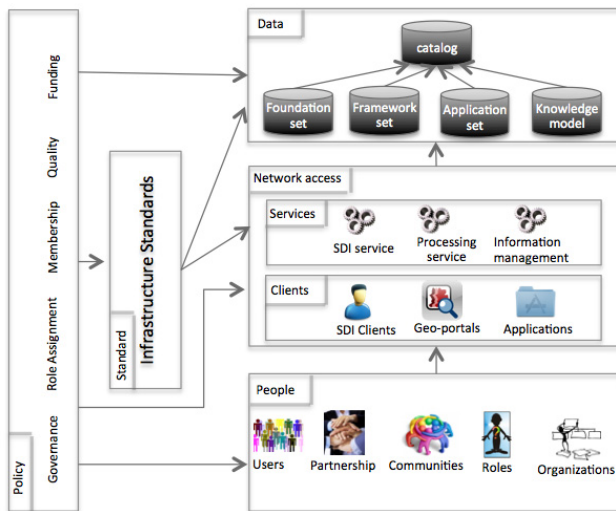 Policy
Governance
Role Assignment
Membership
Quality
Funding
Standard
Infrastructure Standards
Data
catalog
Foundation
set
Framework
set
Application
set
Knowledge
model
Network access
Services
SDI service
Processing
service
Information
management
Clients
SDI Clients
Geo-portals
Applications
People
Users
Partnership
Communities
Roles
Organizations